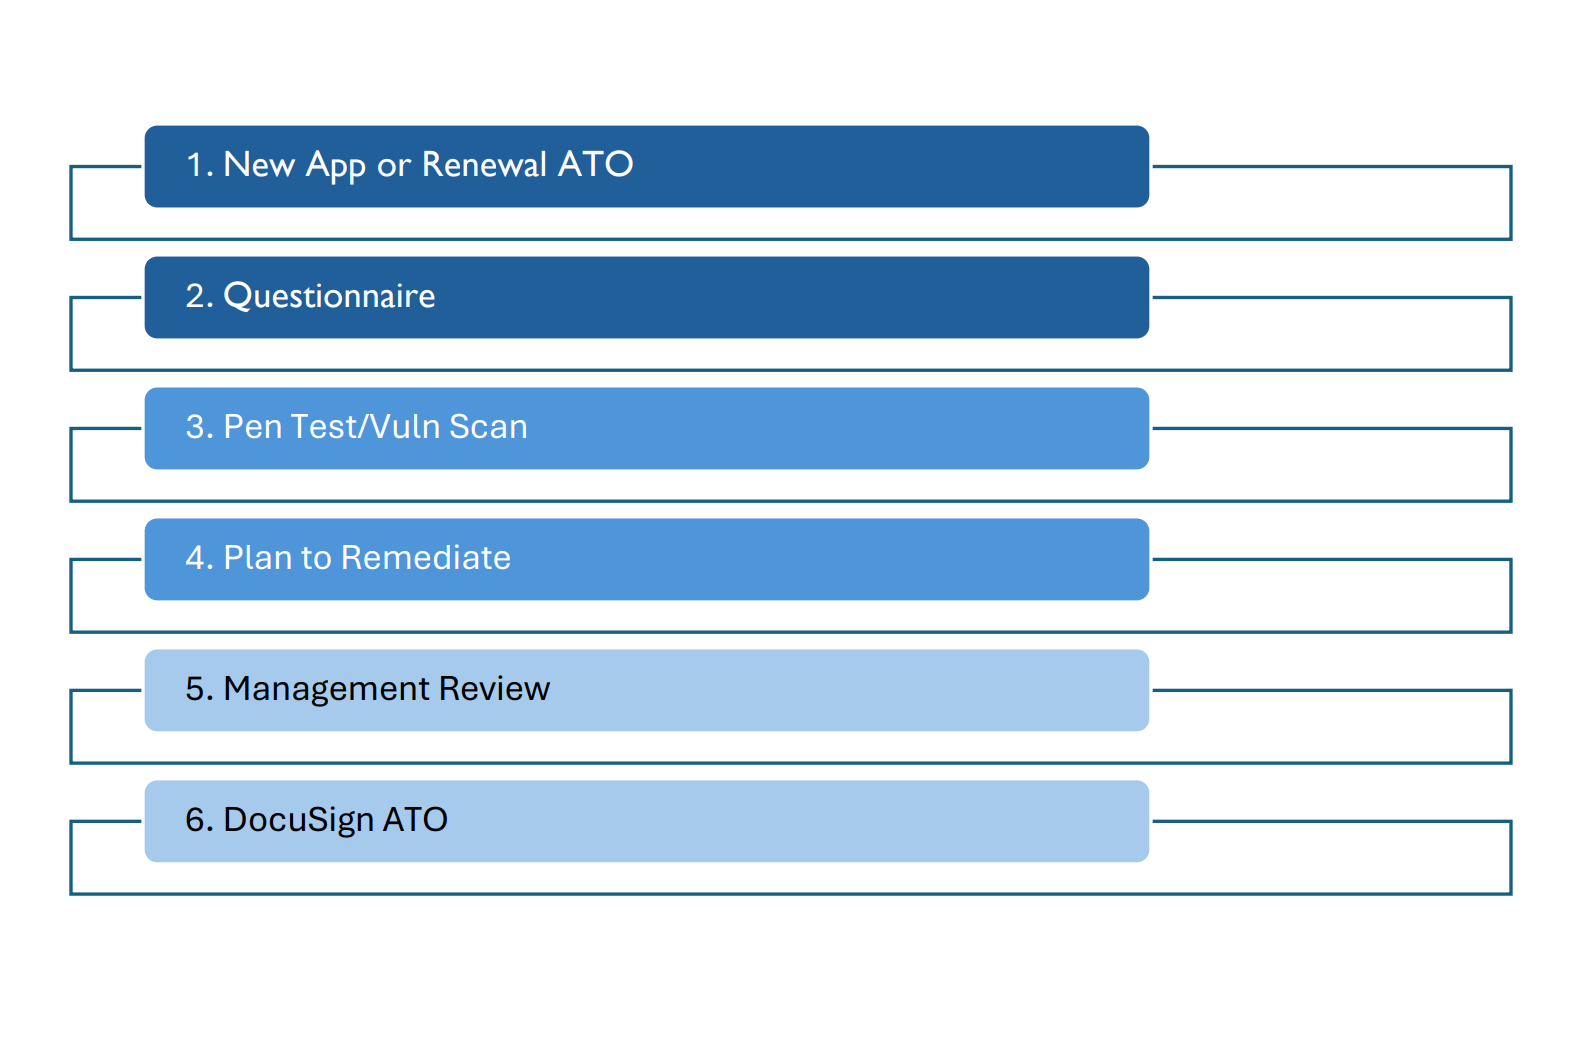 1. New App or Renewal ATO
2. Questionnaire
3. Pen Test/Vuln Scan
4. Plan to Remediate
5. Management Review
6. DocuSign ATO